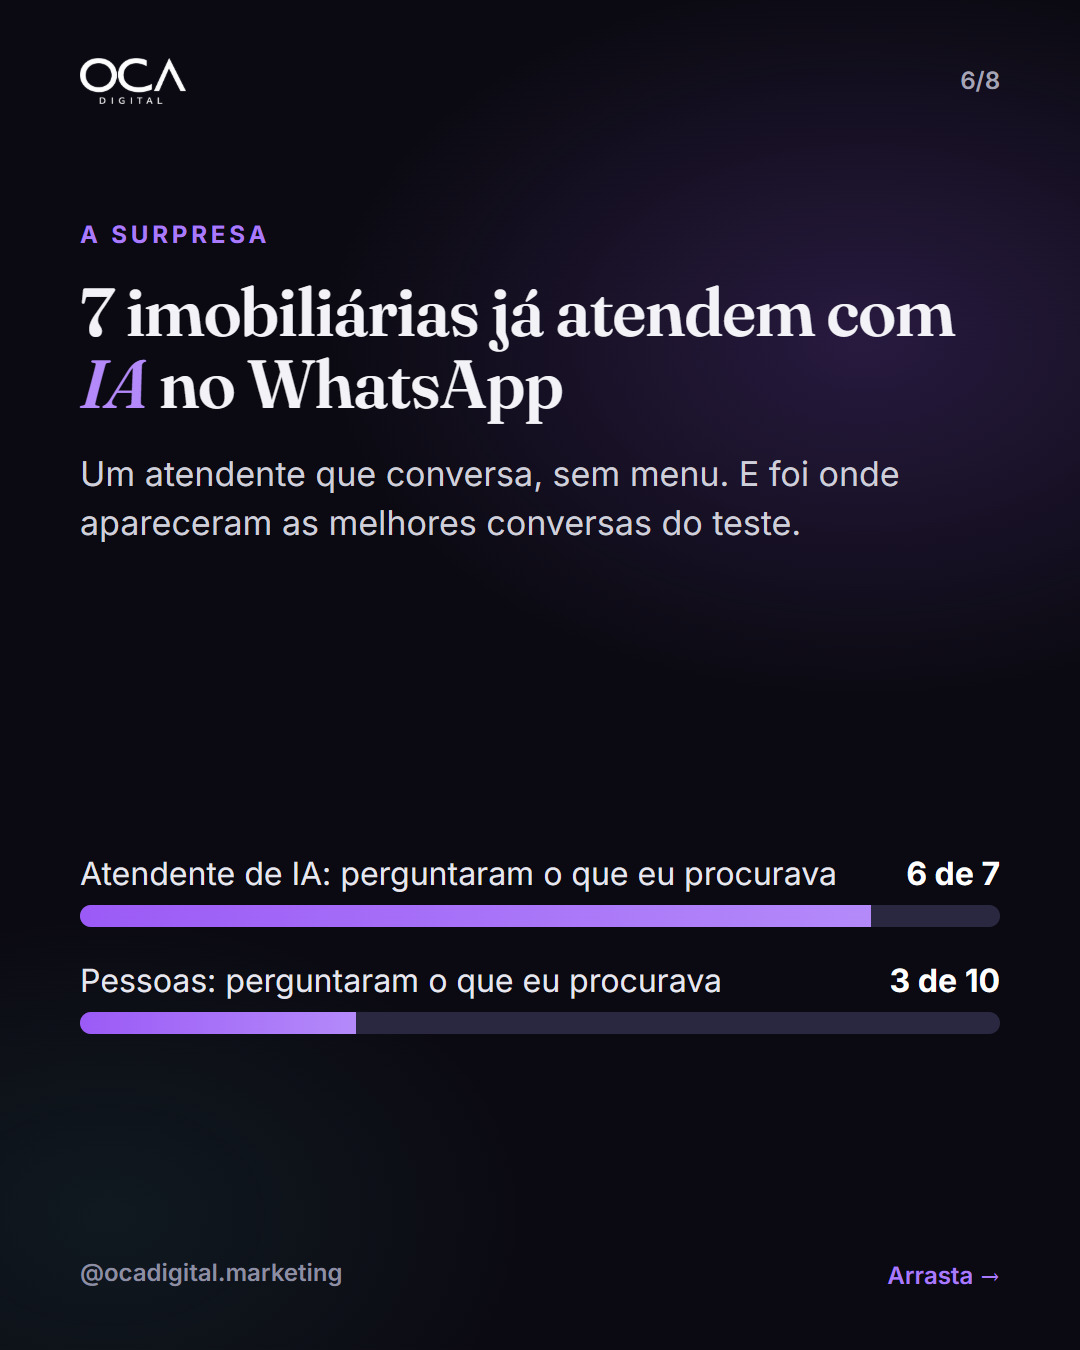 OCA
DIGITAL
6/8
A SURPRESA
7 imobiliárias já atendem com
IA no WhatsApp
Um atendente que conversa, sem menu. E foi onde
apareceram as melhores conversas do teste.
Atendente de IA: perguntaram o que eu procurava 6 de 7
Pessoas: perguntaram o que eu procurava 3 de 10
@ocadigital.marketing
Arrasta →